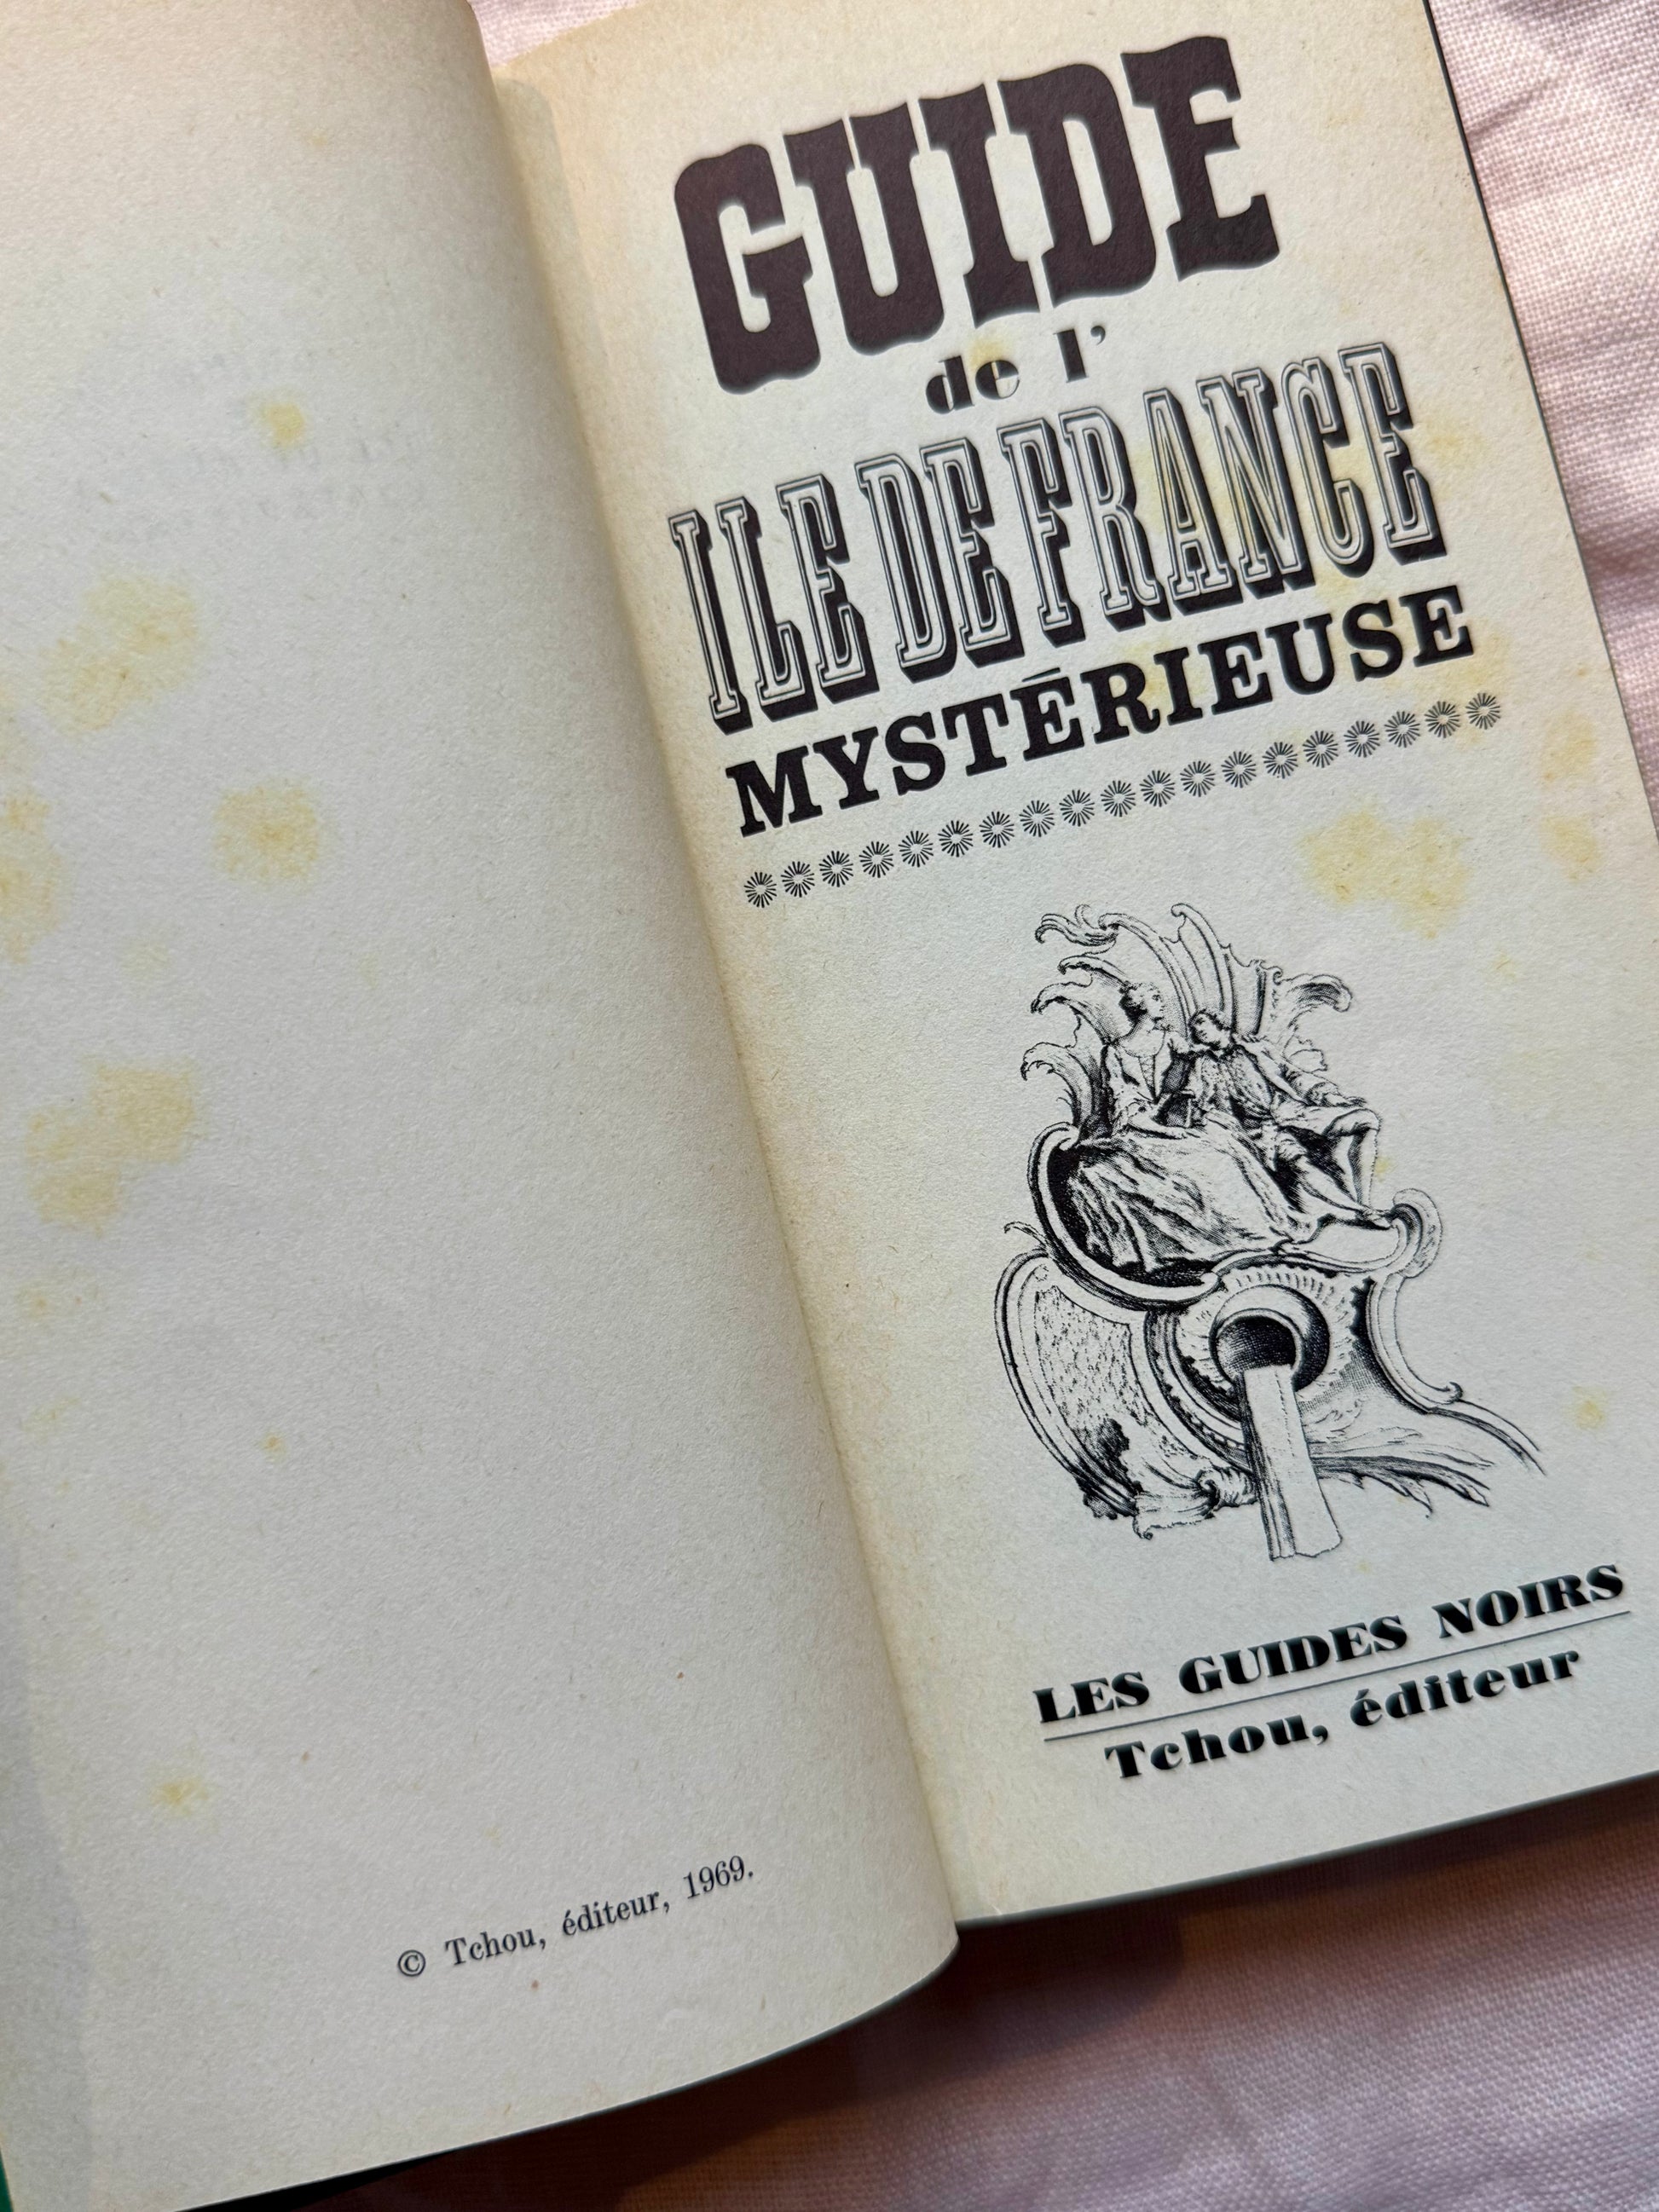 © Tchou, éditeur, 1969.
GUIDE
de l'
ILE DE FRANCE
MYSTÉRIEUSE
LES GUIDES NOIRS
Tchou, éditeur